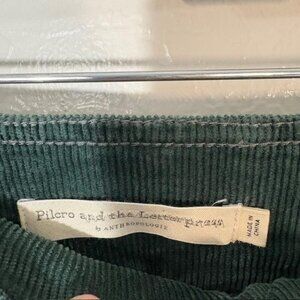 Pilcro and the Letterpress
by ANTHROPOLOGIE
MADE IN
CHINA